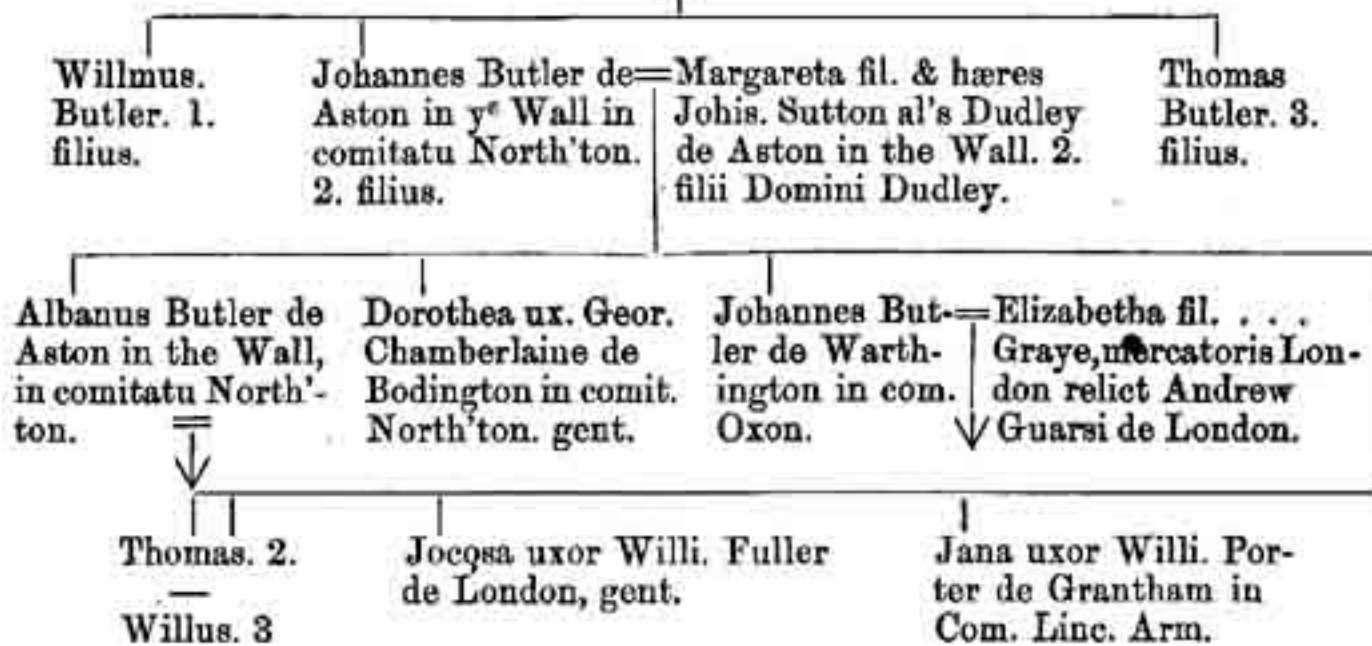 Willmus.
Butler. 1.
filius.
Johannes Butler de
Aston in yᵉ Wall in
comitatu North'ton.
2. filius.
Margareta fil. & hæres
Johis. Sutton al's Dudley
de Aston in the Wall. 2.
filii Domini Dudley.
Thomas
Butler. 3.
filius.
Albanus Butler de
Aston in the Wall,
in comitatu North'-
ton.
Dorothea ux. Geor.
Chamberlaine de
Bodington in comit.
North'ton. gent.
Johannes But-
ler de Warth-
ington in com.
Oxon.
Elizabetha fil. . . .
Graye, mercatoris Lon-
don relict Andrew
Guarsi de London.
Thomas. 2.
—
Willus. 3
Jocosa uxor Willi. Fuller
de London, gent.
Jana uxor Willi. Por-
ter de Grantham in
Com. Linc. Arm.